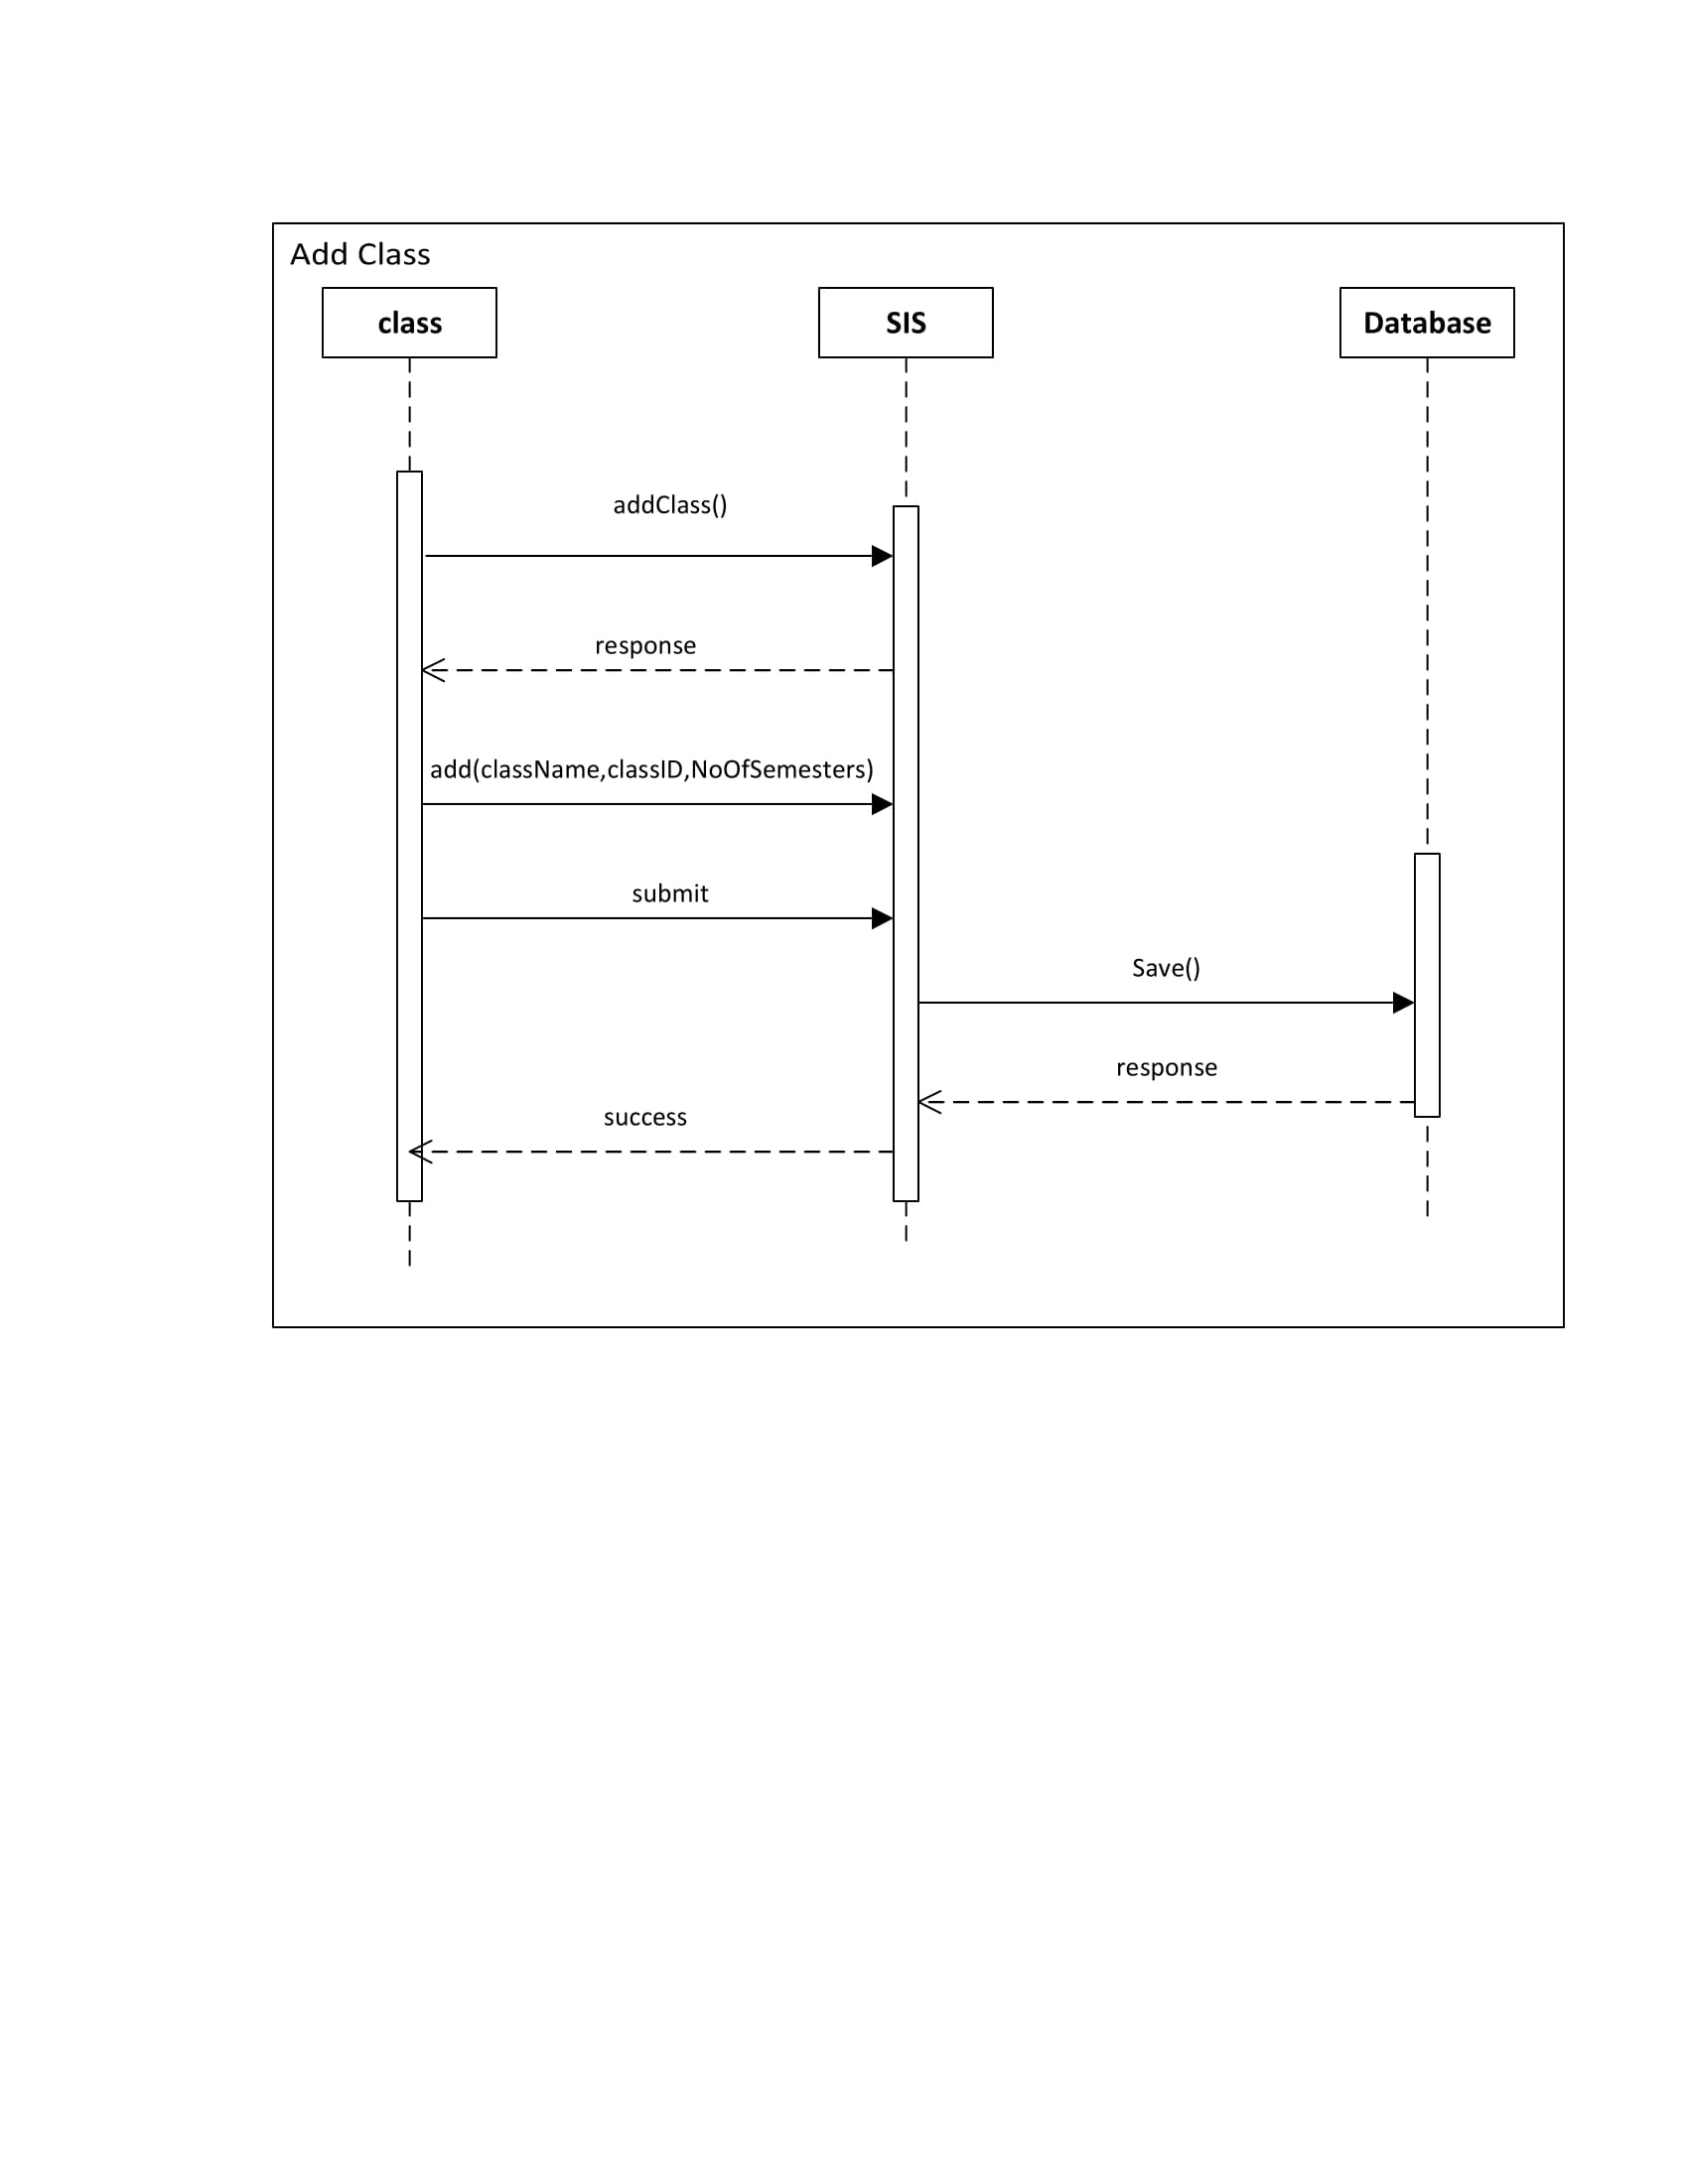 Add Class
class
SIS
Database
addClass()
response
add(className,classID,NoOfSemesters)
submit
Save()
response
success